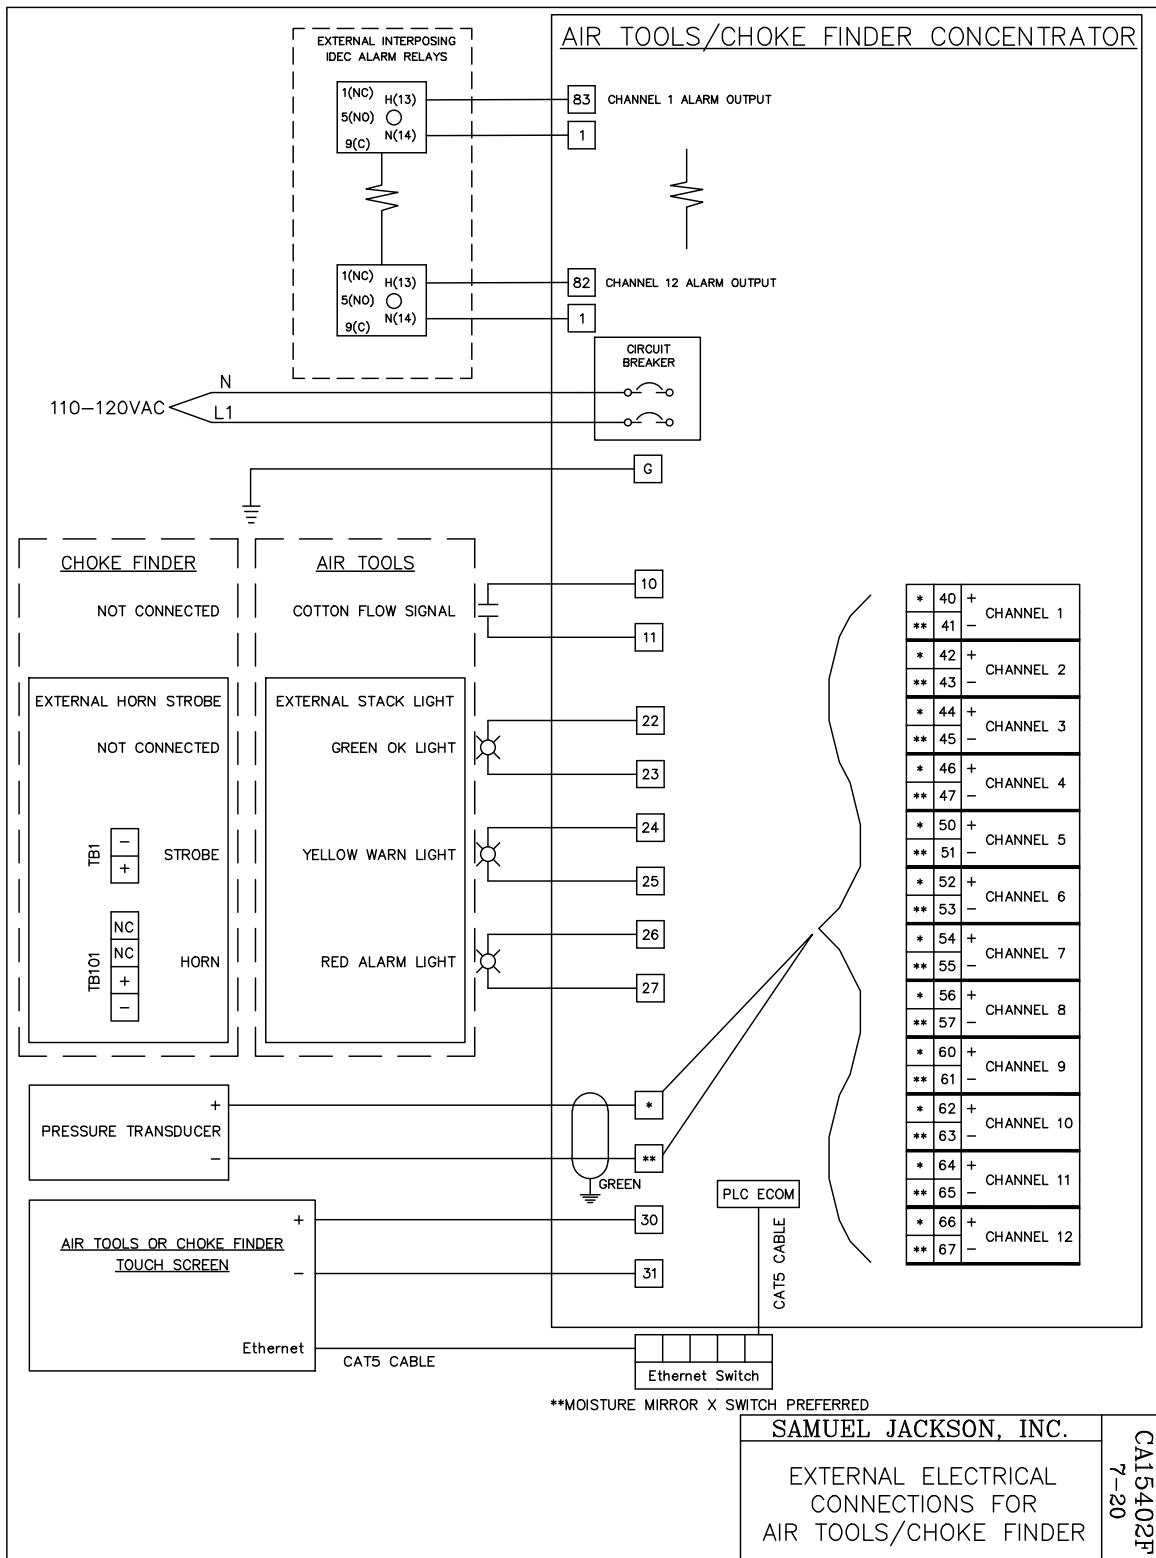 AIR TOOLS/CHOKE FINDER CONCENTRATOR
EXTERNAL INTERPOSING
IDEC ALARM RELAYS
1(NC) H(13)
5(NO)
9(C) N(14)
83 CHANNEL 1 ALARM OUTPUT
1
1(NC) H(13)
5(NO)
9(C) N(14)
82 CHANNEL 12 ALARM OUTPUT
1
CIRCUIT
BREAKER
110-120VAC
N
L1
G
CHOKE FINDER
NOT CONNECTED
EXTERNAL HORN STROBE
NOT CONNECTED
TB1
-
+
STROBE
TB101
NC
NC
+
-
HORN
AIR TOOLS
COTTON FLOW SIGNAL
EXTERNAL STACK LIGHT
GREEN OK LIGHT
YELLOW WARN LIGHT
RED ALARM LIGHT
10
11
22
23
24
25
26
27
PRESSURE TRANSDUCER
+
-
*
**
GREEN
AIR TOOLS OR CHOKE FINDER
TOUCH SCREEN
+
-
30
31
Ethernet
CAT5 CABLE
PLC ECOM
CAT5 CABLE
Ethernet Switch
**MOISTURE MIRROR X SWITCH PREFERRED
* 40 + CHANNEL 1
** 41 -
* 42 + CHANNEL 2
** 43 -
* 44 + CHANNEL 3
** 45 -
* 46 + CHANNEL 4
** 47 -
* 50 + CHANNEL 5
** 51 -
* 52 + CHANNEL 6
** 53 -
* 54 + CHANNEL 7
** 55 -
* 56 + CHANNEL 8
** 57 -
* 60 + CHANNEL 9
** 61 -
* 62 + CHANNEL 10
** 63 -
* 64 + CHANNEL 11
** 65 -
* 66 + CHANNEL 12
** 67 -
SAMUEL JACKSON, INC.
EXTERNAL ELECTRICAL
CONNECTIONS FOR
AIR TOOLS/CHOKE FINDER
CA15402F
7-20